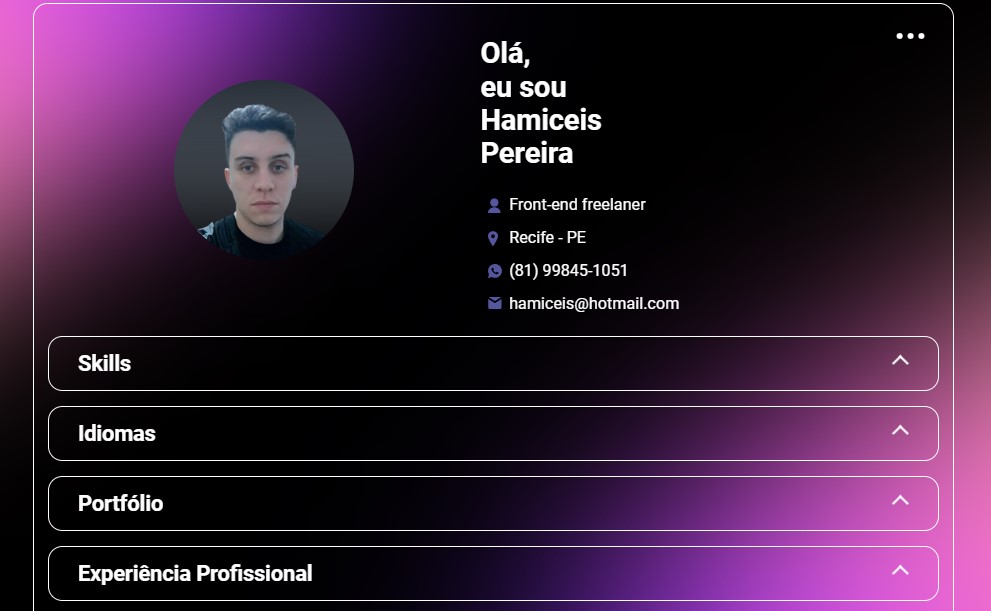 Olá,
eu sou
Hamiceis
Pereira
Front-end freelaner
Recife - PE
(81) 99845-1051
hamiceis@hotmail.com
Skills
Idiomas
Portfólio
Experiência Profissional